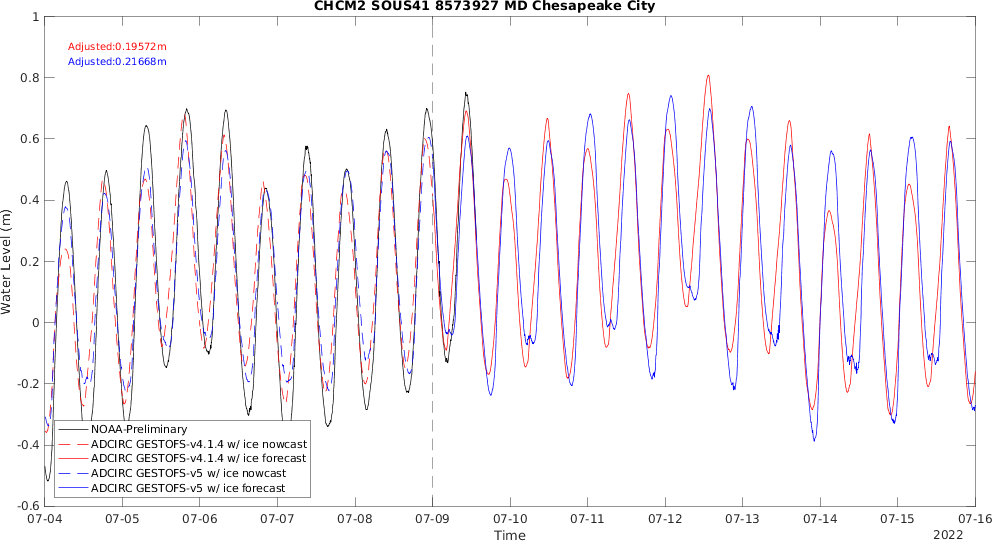 CHCM2 SOUS41 8573927 MD Chesapeake City
Adjusted:0.19572m
Adjusted:0.21668m
1
0.8
0.6
0.4
0.2
0
-0.2
-0.4
-0.6
Water Level (m)
NOAA-Preliminary
ADCIRC GESTOFS-v4.1.4 w/ ice nowcast
ADCIRC GESTOFS-v4.1.4 w/ ice forecast
ADCIRC GESTOFS-v5 w/ ice nowcast
ADCIRC GESTOFS-v5 w/ ice forecast
07-04 07-05 07-06 07-07 07-08 07-09 07-10 07-11 07-12 07-13 07-14 07-15 07-16
Time
2022